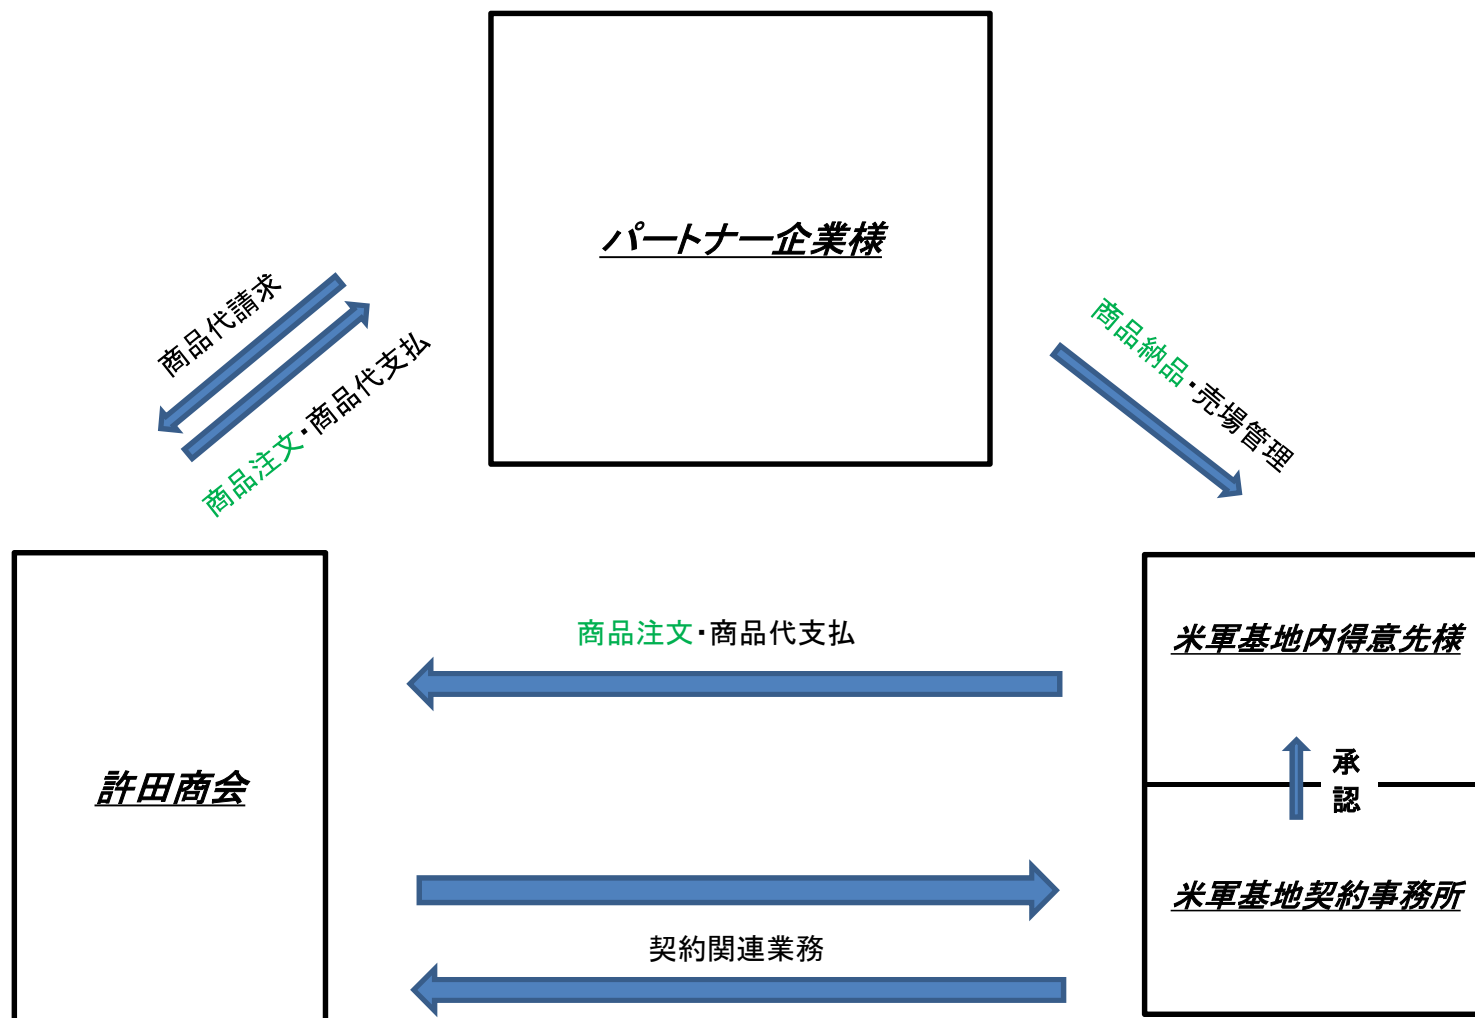 パートナー企業様
商品代請求
商品注文・商品代支払
商品納品・売場管理
商品注文・商品代支払
米軍基地内得意先様
承
認
許田商会
米軍基地契約事務所
契約関連業務